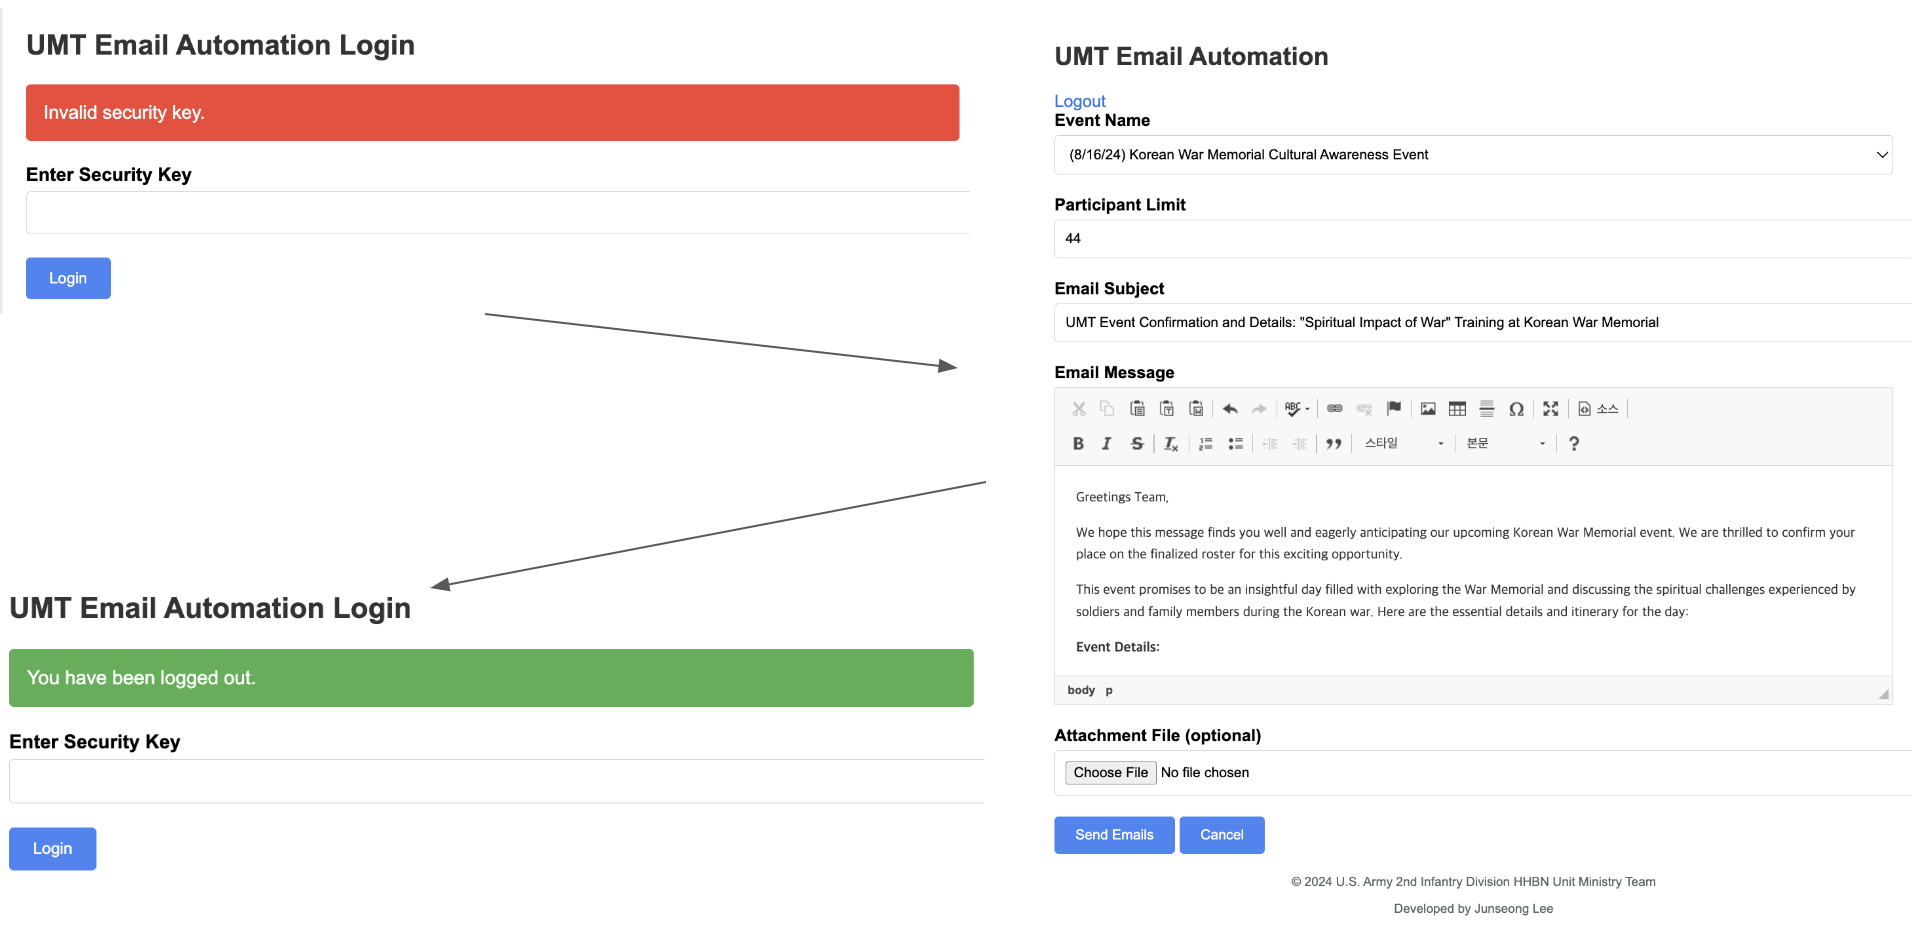 UMT Email Automation Login
Invalid security key.
Enter Security Key
Login
UMT Email Automation
Logout
Event Name
(8/16/24) Korean War Memorial Cultural Awareness Event
Participant Limit
44
Email Subject
UMT Event Confirmation and Details: "Spiritual Impact of War" Training at Korean War Memorial
Email Message
ABC
소스
B I S Tx
스타일 본문 ?
Greetings Team,
We hope this message finds you well and eagerly anticipating our upcoming Korean War Memorial event. We are thrilled to confirm your
place on the finalized roster for this exciting opportunity.
This event promises to be an insightful day filled with exploring the War Memorial and discussing the spiritual challenges experienced by
soldiers and family members during the Korean war. Here are the essential details and itinerary for the day:
Event Details:
body p
Attachment File (optional)
Choose File No file chosen
Send Emails Cancel
© 2024 U.S. Army 2nd Infantry Division HHBN Unit Ministry Team
Developed by Junseong Lee
UMT Email Automation Login
You have been logged out.
Enter Security Key
Login